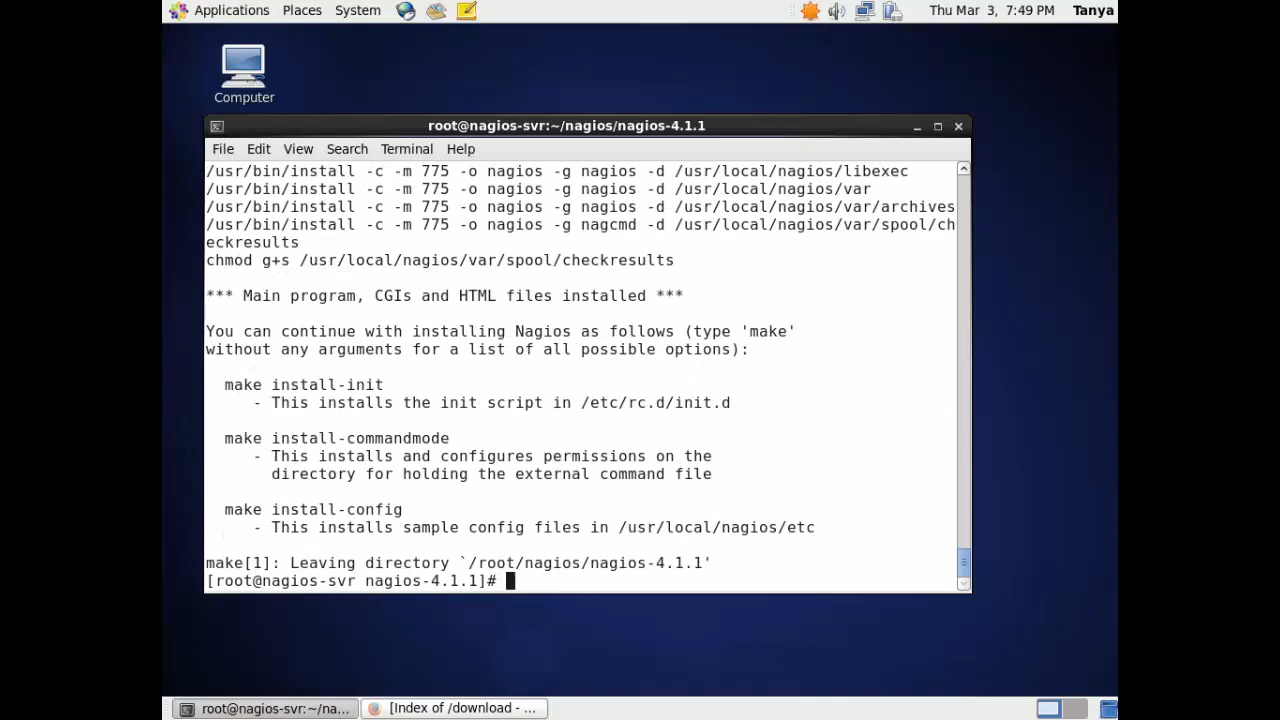 Applications Places System Thu Mar 3, 7:49 PM Tanya
Computer
root@nagios-svr:~/nagios/nagios-4.1.1
File Edit View Search Terminal Help
/usr/bin/install -c -m 775 -o nagios -g nagios -d /usr/local/nagios/libexec
/usr/bin/install -c -m 775 -o nagios -g nagios -d /usr/local/nagios/var
/usr/bin/install -c -m 775 -o nagios -g nagios -d /usr/local/nagios/var/archives
/usr/bin/install -c -m 775 -o nagios -g nagcmd -d /usr/local/nagios/var/spool/ch
eckresults
chmod g+s /usr/local/nagios/var/spool/checkresults
*** Main program, CGIs and HTML files installed ***
You can continue with installing Nagios as follows (type 'make'
without any arguments for a list of all possible options):
make install-init
- This installs the init script in /etc/rc.d/init.d
make install-commandmode
- This installs and configures permissions on the
directory for holding the external command file
make install-config
- This installs sample config files in /usr/local/nagios/etc
make[1]: Leaving directory `/root/nagios/nagios-4.1.1'
[root@nagios-svr nagios-4.1.1]#
root@nagios-svr:~/na... [Index of /download - ...